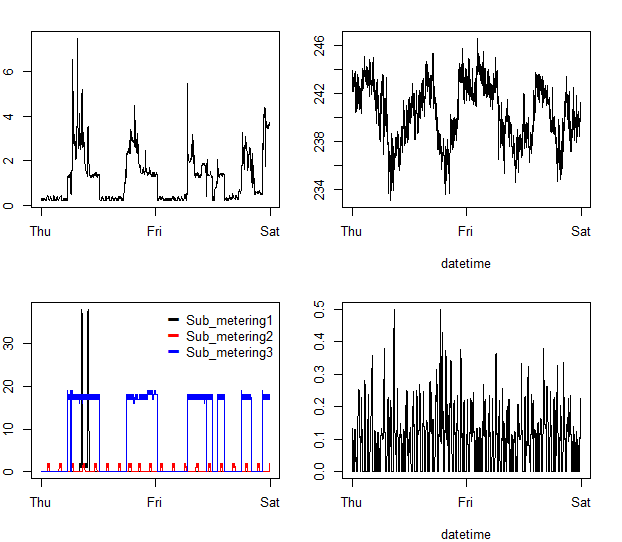 0 2 4 6
Thu Fri Sat
234 238 242 246
Thu Fri Sat
datetime
0 10 20 30
Sub_metering1
Sub_metering2
Sub_metering3
Thu Fri Sat
0.0 0.1 0.2 0.3 0.4 0.5
Thu Fri Sat
datetime